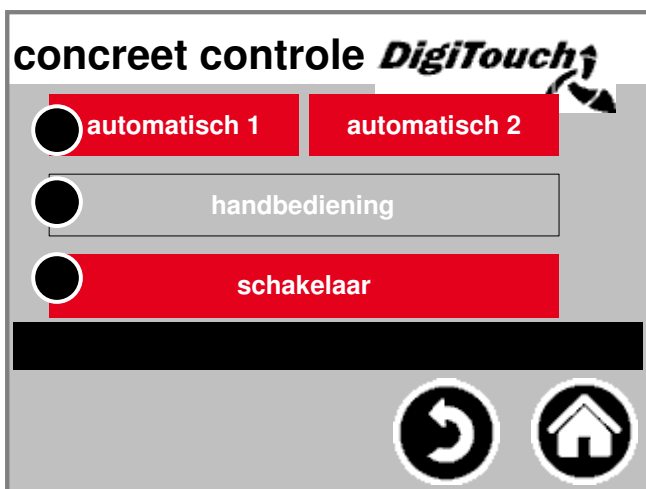 concreet controle DigiTouch
automatisch 1 automatisch 2
handbediening
schakelaar